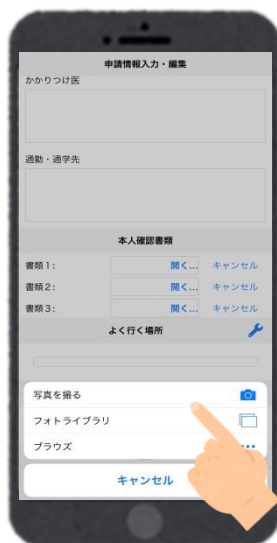 申請情報入力・編集
かかりつけ医
通勤・通学先
本人確認書類
書類1: 開く... キャンセル
書類2: 開く... キャンセル
書類3: 開く... キャンセル
よく行く場所
写真を撮る
フォトライブラリ
ブラウズ
キャンセル